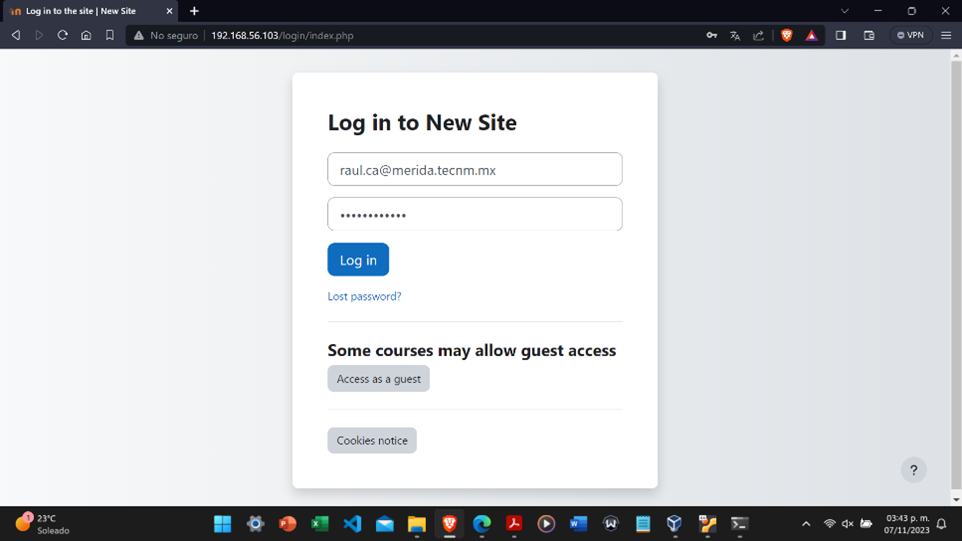 Log in to the site | New Site
No seguro
192.168.56.103/login/index.php
VPN
Log in to New Site
raul.ca@merida.tecnm.mx
••••••••••••
Log in
Lost password?
Some courses may allow guest access
Access as a guest
Cookies notice
?
1
23°C
Soleado
03:43 p. m.
07/11/2023